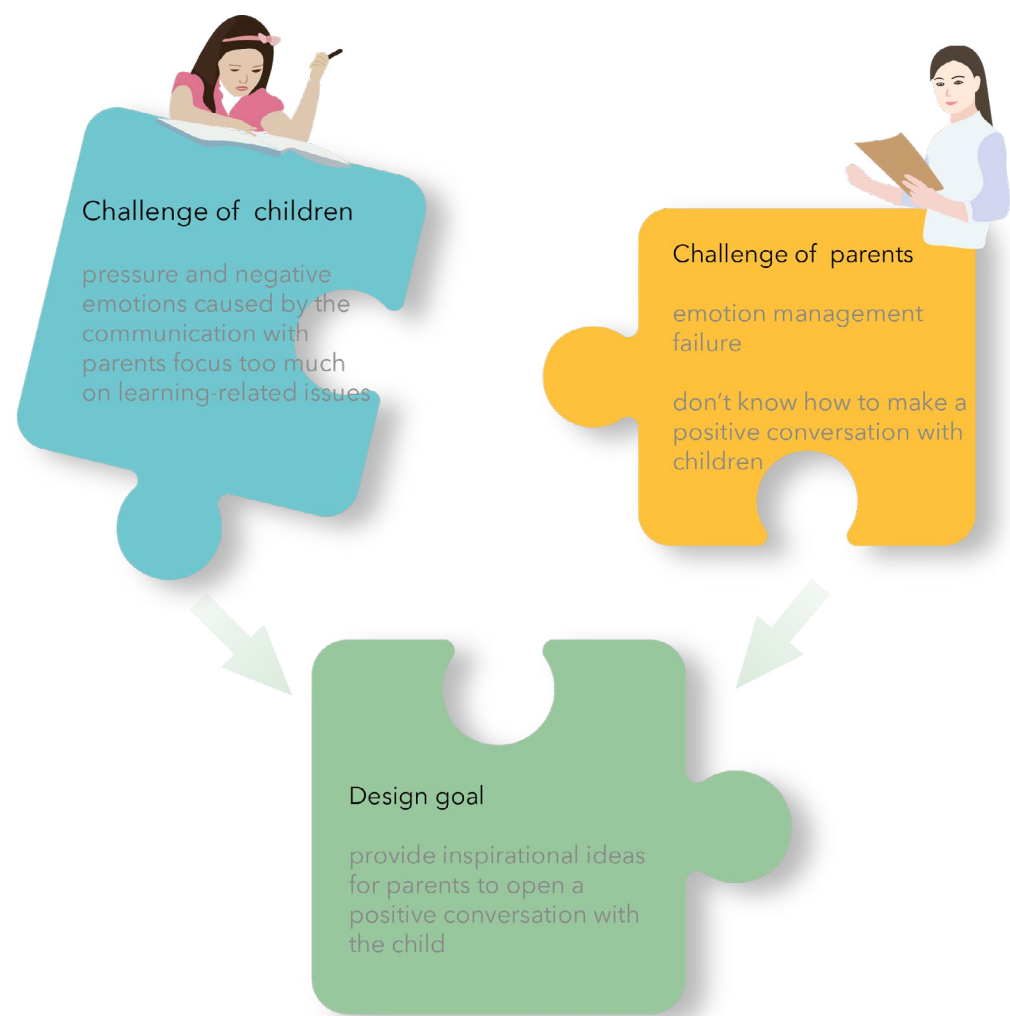 Challenge of  children
pressure and negative
emotions caused by the
communication with
parents focus too much
on learning-related issues
Challenge of  parents
emotion management
failure
don’t know how to make a
positive conversation with
children
Design goal
provide inspirational ideas
for parents to open a
positive conversation with
the child